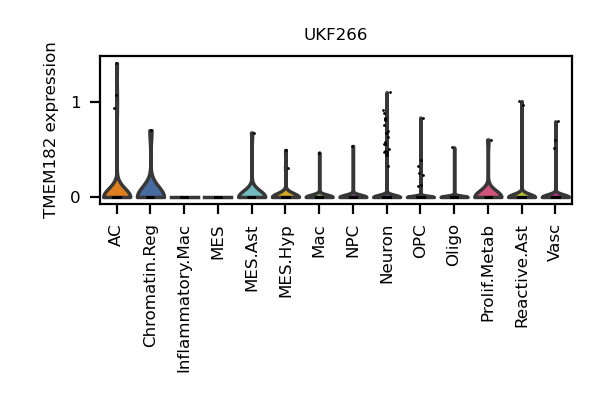 UKF266
TMEM182 expression
1
0
AC
Chromatin.Reg
Inflammatory.Mac
MES
MES.Ast
MES.Hyp
Mac
NPC
Neuron
OPC
Oligo
Prolif.Metab
Reactive.Ast
Vasc